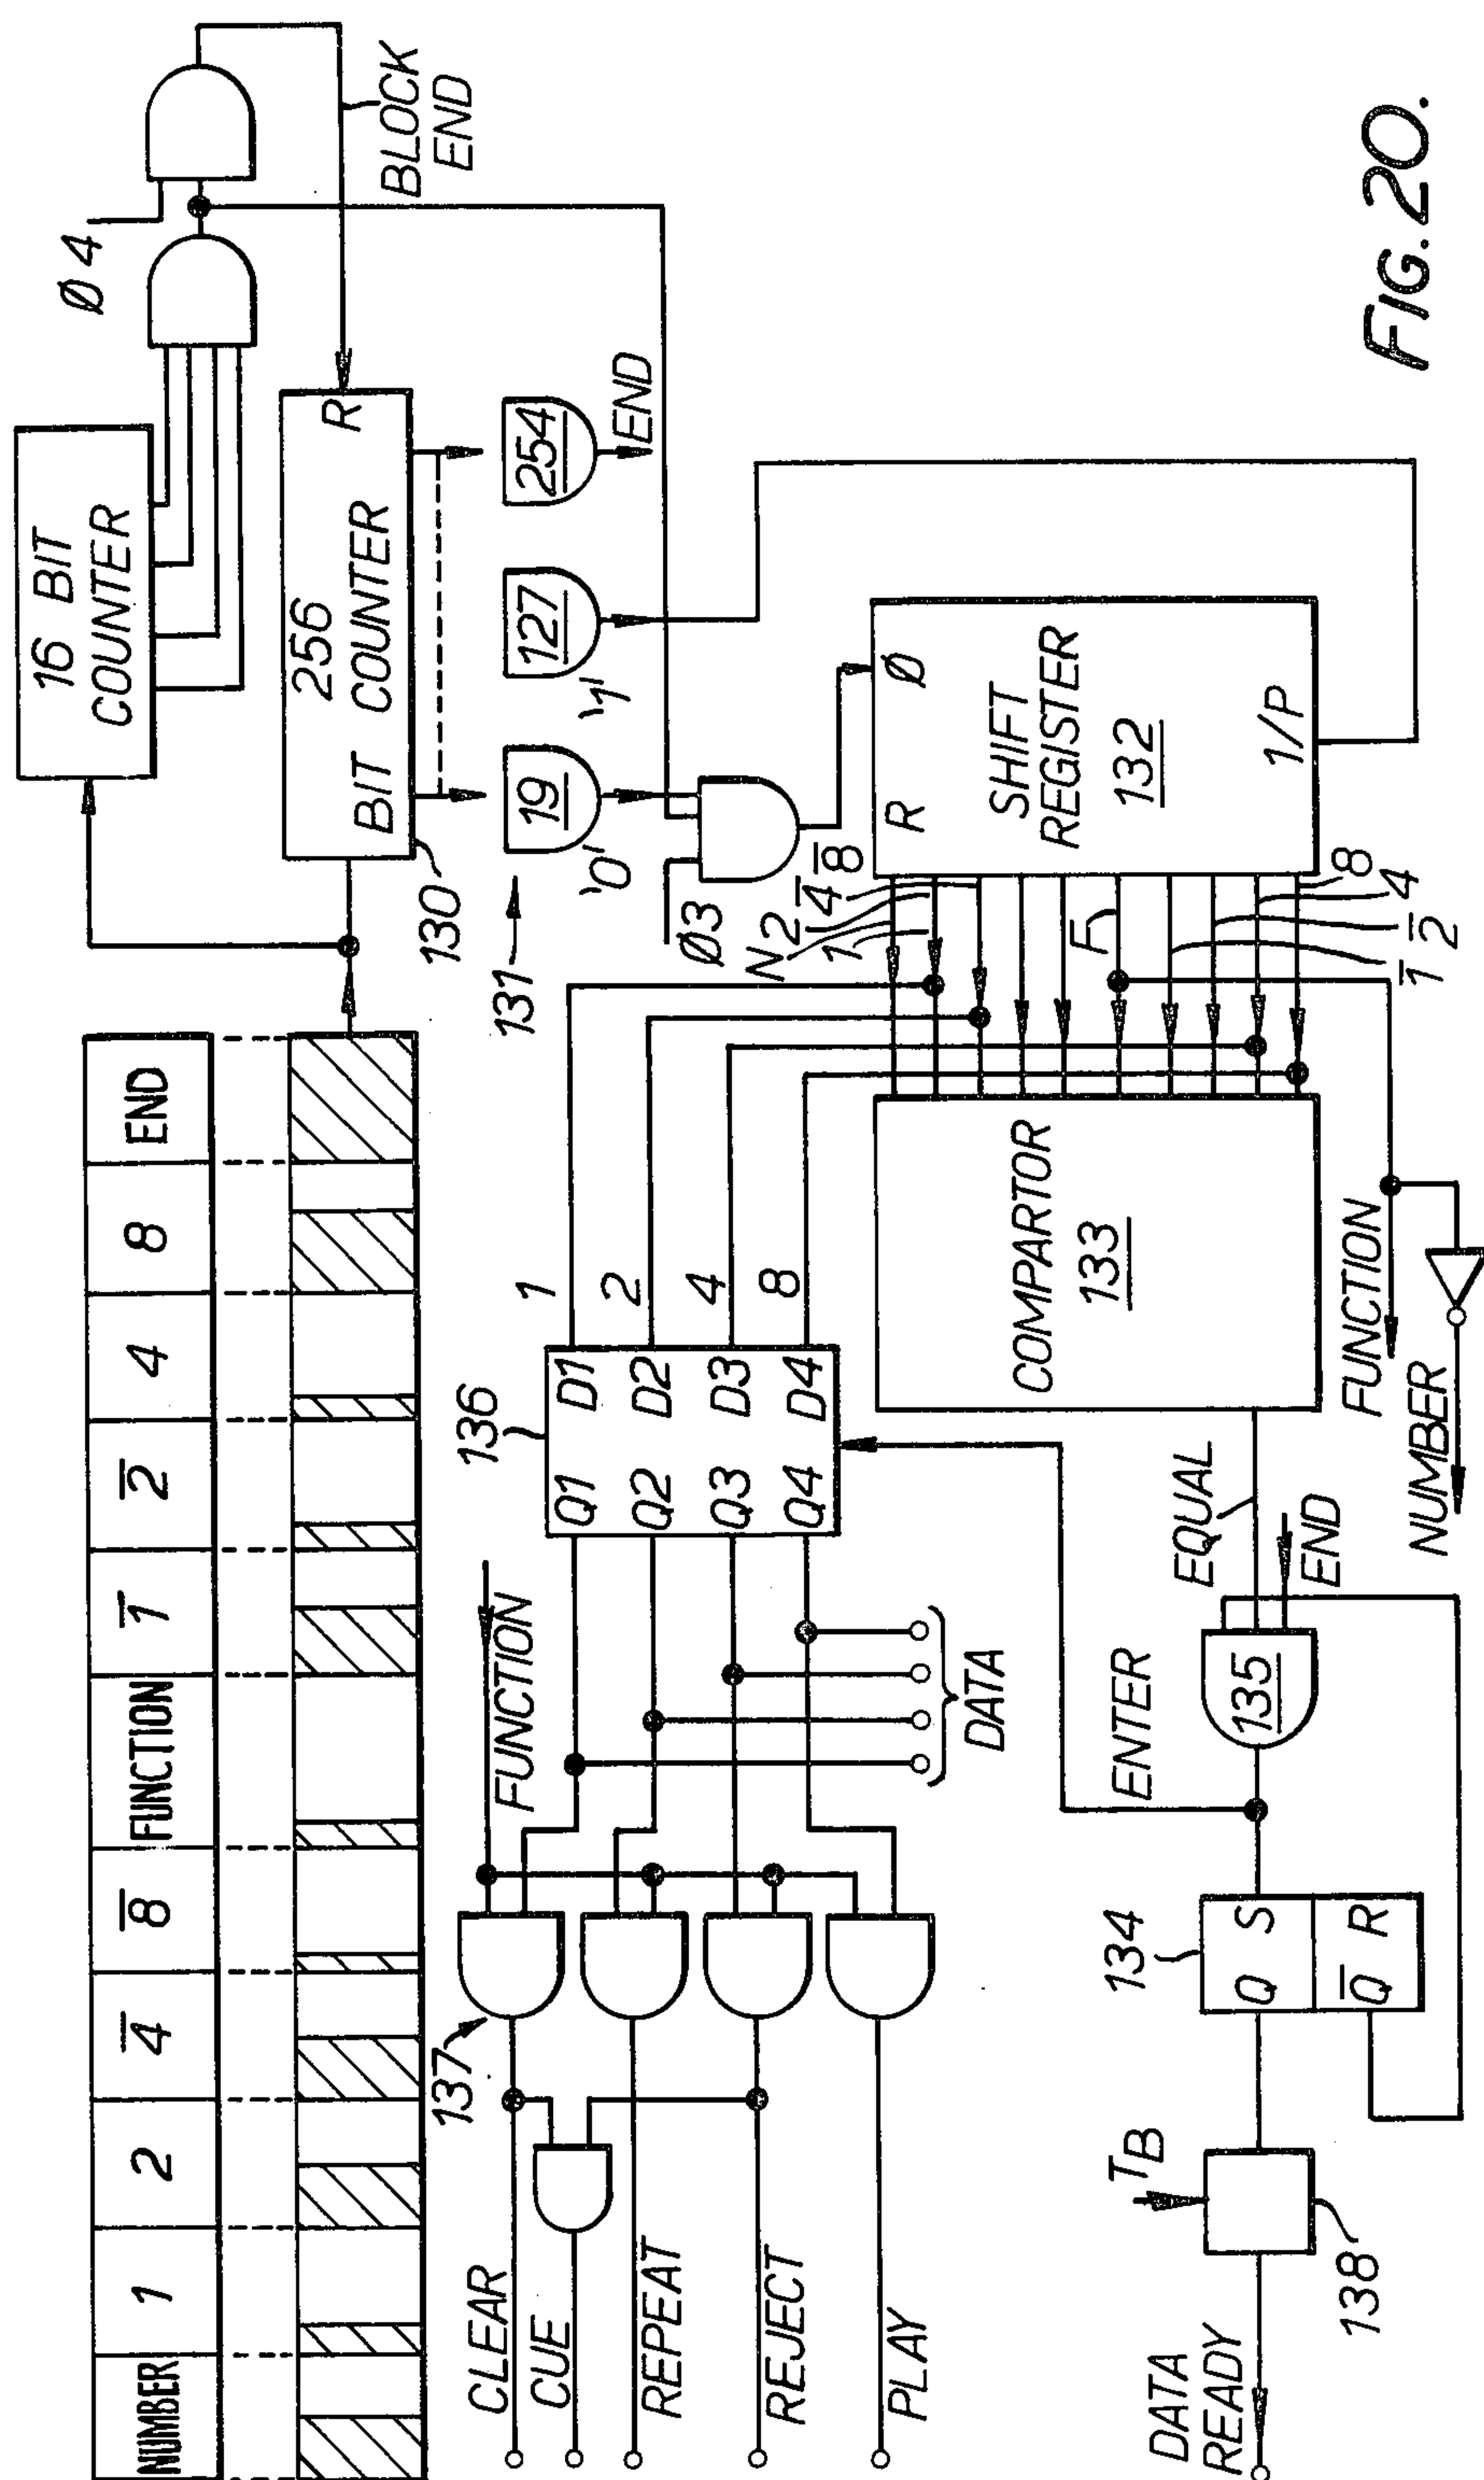 NUMBER 1 2 4̅ 8̅ FUNCTION 1̅ 2̅ 4 8 END
16 BIT
COUNTER
Ø4
BLOCK
END
256
BIT COUNTER
R
130
131
19
'0'
127
'1'
254
END
Ø3
R
Ø
SHIFT
REGISTER
132
1/P
N
1
2
4̅
8̅
F
1̅
2̅
4
8
COMPARTOR
133
136
Q1 D1
Q2 D2
Q3 D3
Q4 D4
1
2
4
8
FUNCTION
DATA
137
CLEAR
CUE
REPEAT
REJECT
PLAY
FUNCTION
NUMBER
EQUAL
END
135
ENTER
134
Q S
Q̅ R
TB
138
DATA
READY
FIG. 20.